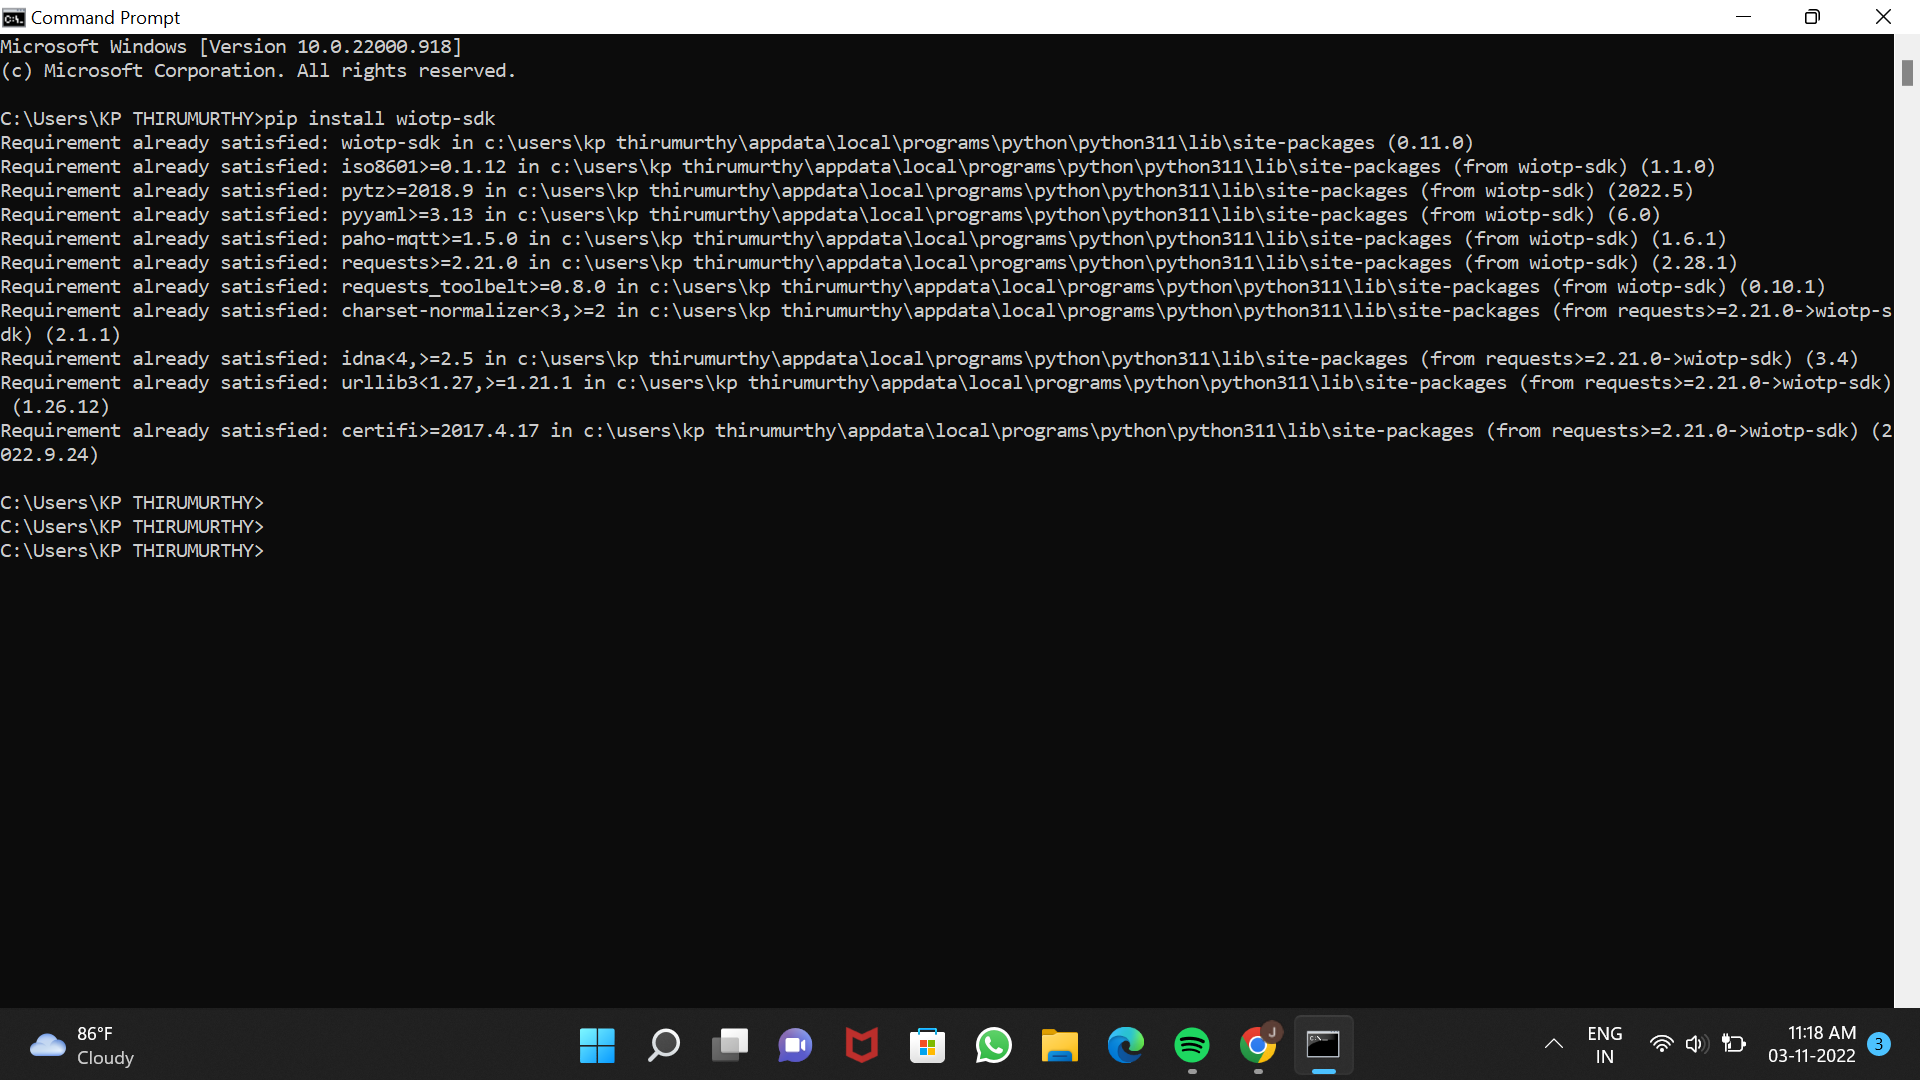 Command Prompt
Microsoft Windows [Version 10.0.22000.918]
(c) Microsoft Corporation. All rights reserved.
C:\Users\KP THIRUMURTHY>pip install wiotp-sdk
Requirement already satisfied: wiotp-sdk in c:\users\kp thirumurthy\appdata\local\programs\python\python311\lib\site-packages (0.11.0)
Requirement already satisfied: iso8601>=0.1.12 in c:\users\kp thirumurthy\appdata\local\programs\python\python311\lib\site-packages (from wiotp-sdk) (1.1.0)
Requirement already satisfied: pytz>=2018.9 in c:\users\kp thirumurthy\appdata\local\programs\python\python311\lib\site-packages (from wiotp-sdk) (2022.5)
Requirement already satisfied: pyyaml>=3.13 in c:\users\kp thirumurthy\appdata\local\programs\python\python311\lib\site-packages (from wiotp-sdk) (6.0)
Requirement already satisfied: paho-mqtt>=1.5.0 in c:\users\kp thirumurthy\appdata\local\programs\python\python311\lib\site-packages (from wiotp-sdk) (1.6.1)
Requirement already satisfied: requests>=2.21.0 in c:\users\kp thirumurthy\appdata\local\programs\python\python311\lib\site-packages (from wiotp-sdk) (2.28.1)
Requirement already satisfied: requests_toolbelt>=0.8.0 in c:\users\kp thirumurthy\appdata\local\programs\python\python311\lib\site-packages (from wiotp-sdk) (0.10.1)
Requirement already satisfied: charset-normalizer<3,>=2 in c:\users\kp thirumurthy\appdata\local\programs\python\python311\lib\site-packages (from requests>=2.21.0->wiotp-s
dk) (2.1.1)
Requirement already satisfied: idna<4,>=2.5 in c:\users\kp thirumurthy\appdata\local\programs\python\python311\lib\site-packages (from requests>=2.21.0->wiotp-sdk) (3.4)
Requirement already satisfied: urllib3<1.27,>=1.21.1 in c:\users\kp thirumurthy\appdata\local\programs\python\python311\lib\site-packages (from requests>=2.21.0->wiotp-sdk)
(1.26.12)
Requirement already satisfied: certifi>=2017.4.17 in c:\users\kp thirumurthy\appdata\local\programs\python\python311\lib\site-packages (from requests>=2.21.0->wiotp-sdk) (2
022.9.24)
C:\Users\KP THIRUMURTHY>
C:\Users\KP THIRUMURTHY>
C:\Users\KP THIRUMURTHY>
86°F
Cloudy
J
ENG
IN
11:18 AM
03-11-2022
3